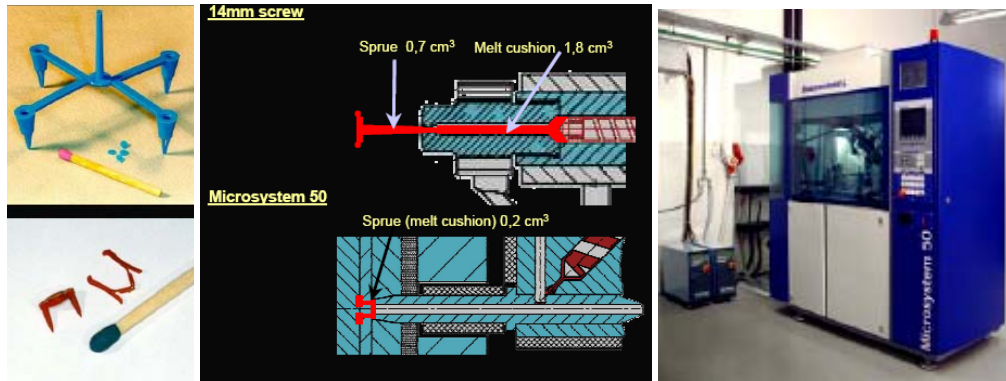 14mm screw
Sprue 0,7 cm³ Melt cushion 1,8 cm³
Microsystem 50
Sprue (melt cushion) 0,2 cm³
Microsystem 50